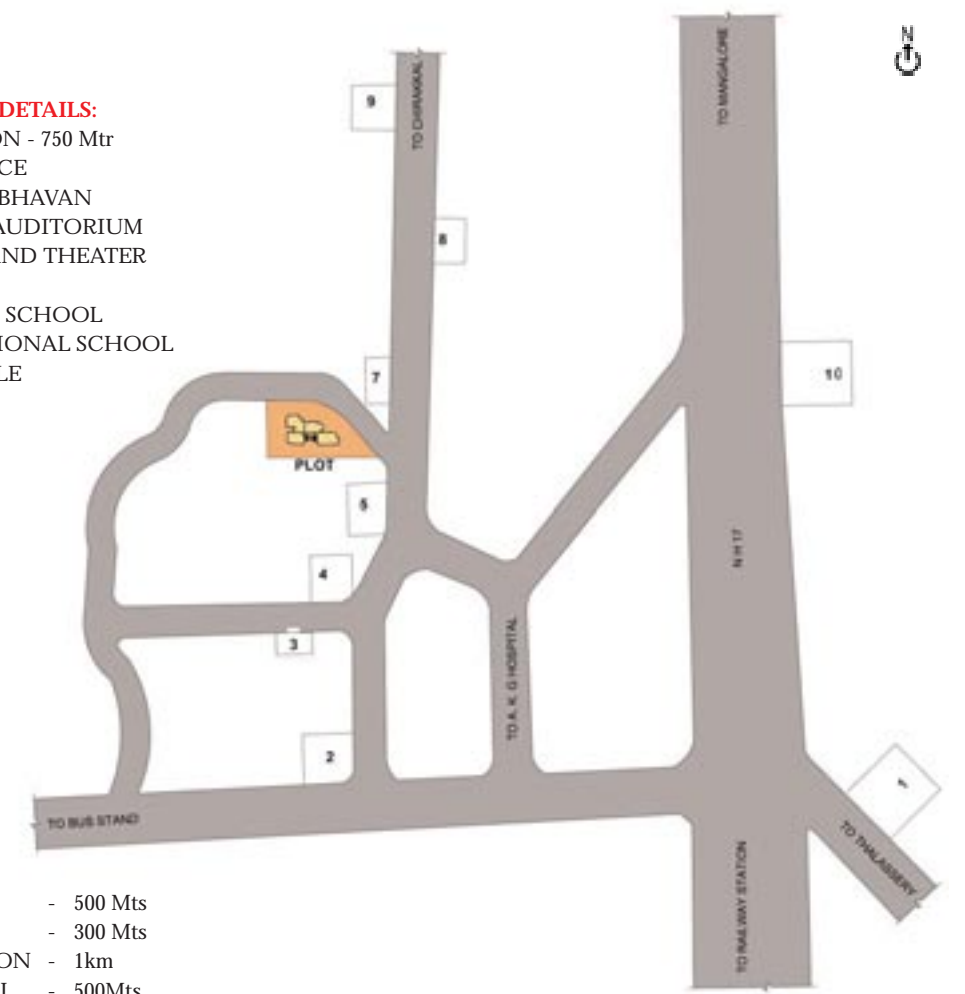 N
DETAILS:
ON - 750 Mtr
CE
BHAVAN
AUDITORIUM
AND THEATER
SCHOOL
IONAL SCHOOL
LE
TO CHIRAKKAL
TO MANGALORE
9
8
7
10
PLOT
5
N H 17
4
3
TO A. K. G HOSPITAL
2
1
TO BUS STAND
TO THALASSERY
TO RAILWAY STATION
- 500 Mts
- 300 Mts
ON - 1km
- 500Mts